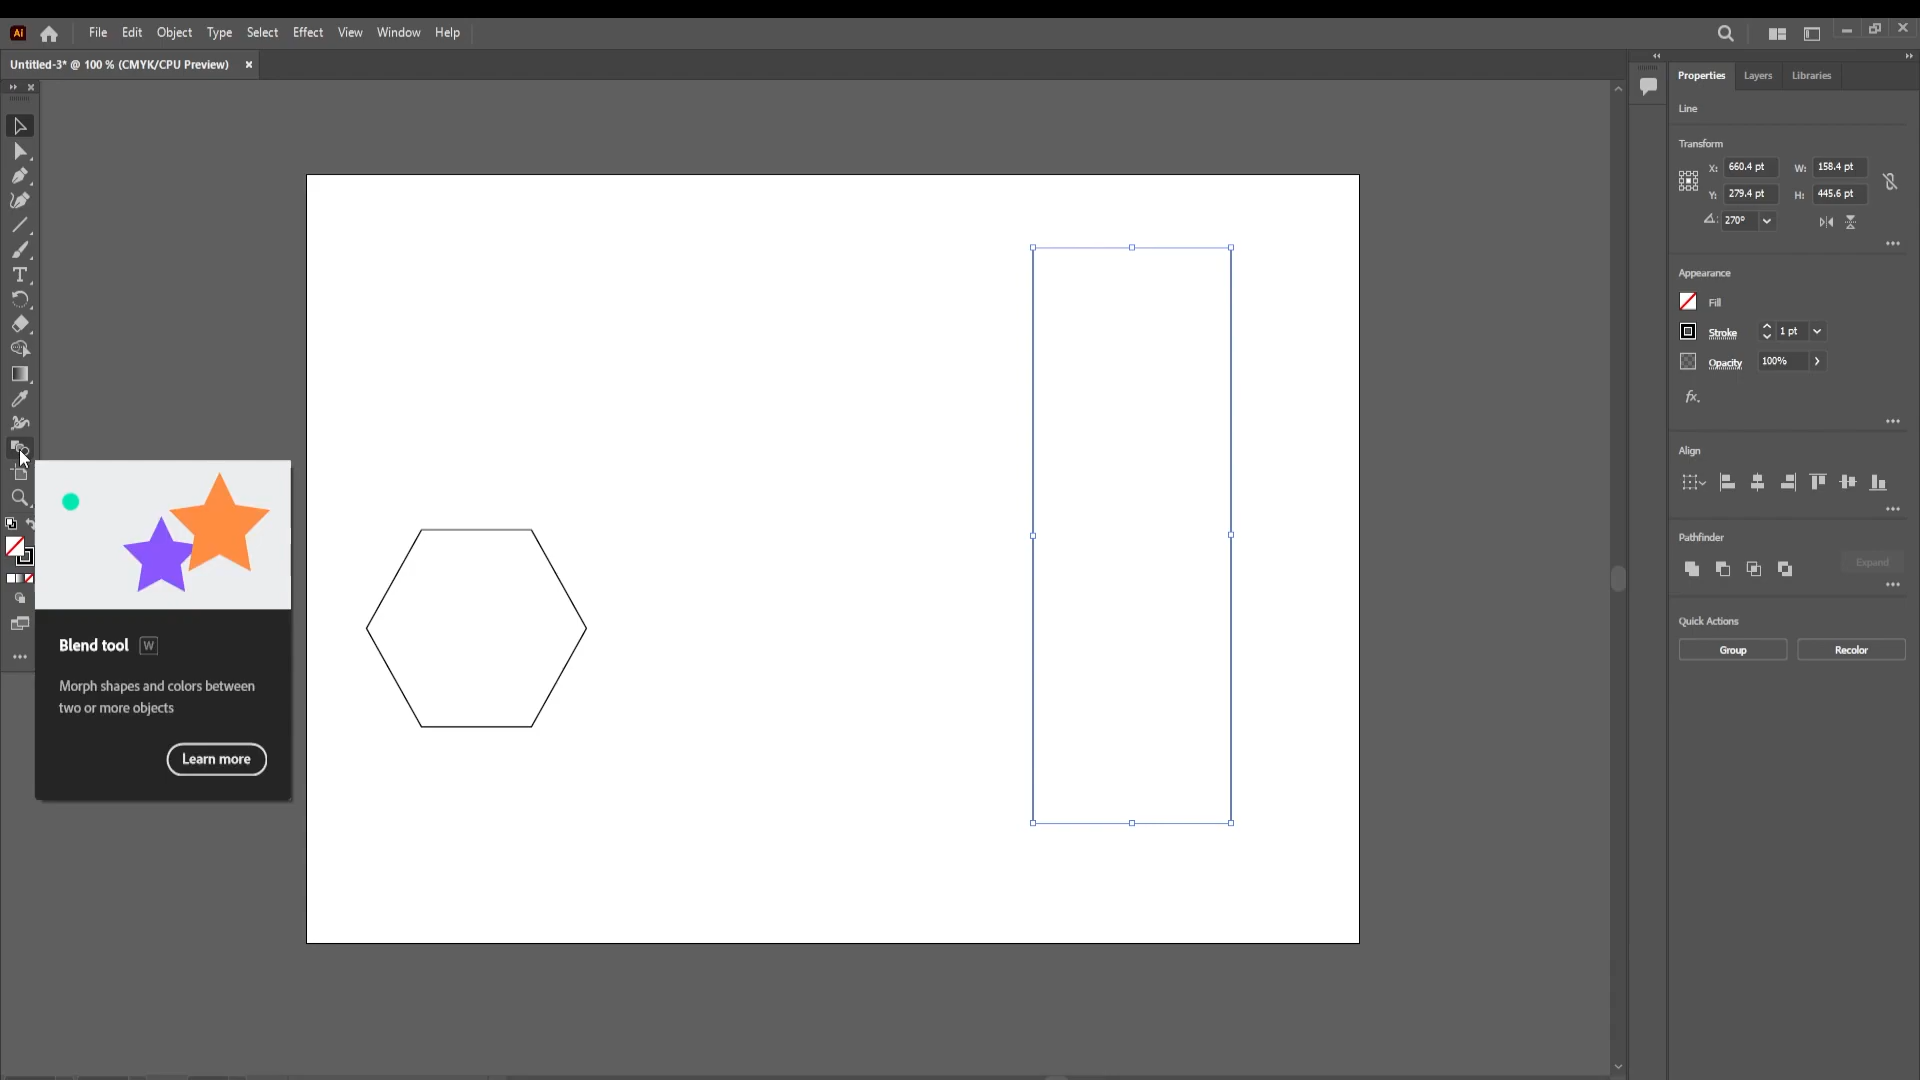 Ai File Edit Object Type Select Effect View Window Help
Untitled-3* @ 100 % (CMYK/CPU Preview) ×
Properties Layers Libraries
Line
Transform
X: 660.4 pt W: 158.4 pt
Y: 279.4 pt H: 445.6 pt
270°
Appearance
Fill
Stroke 1 pt
Opacity 100%
fx.
Align
Pathfinder
Expand
Quick Actions
Group Recolor
Blend tool W
Morph shapes and colors between
two or more objects
Learn more